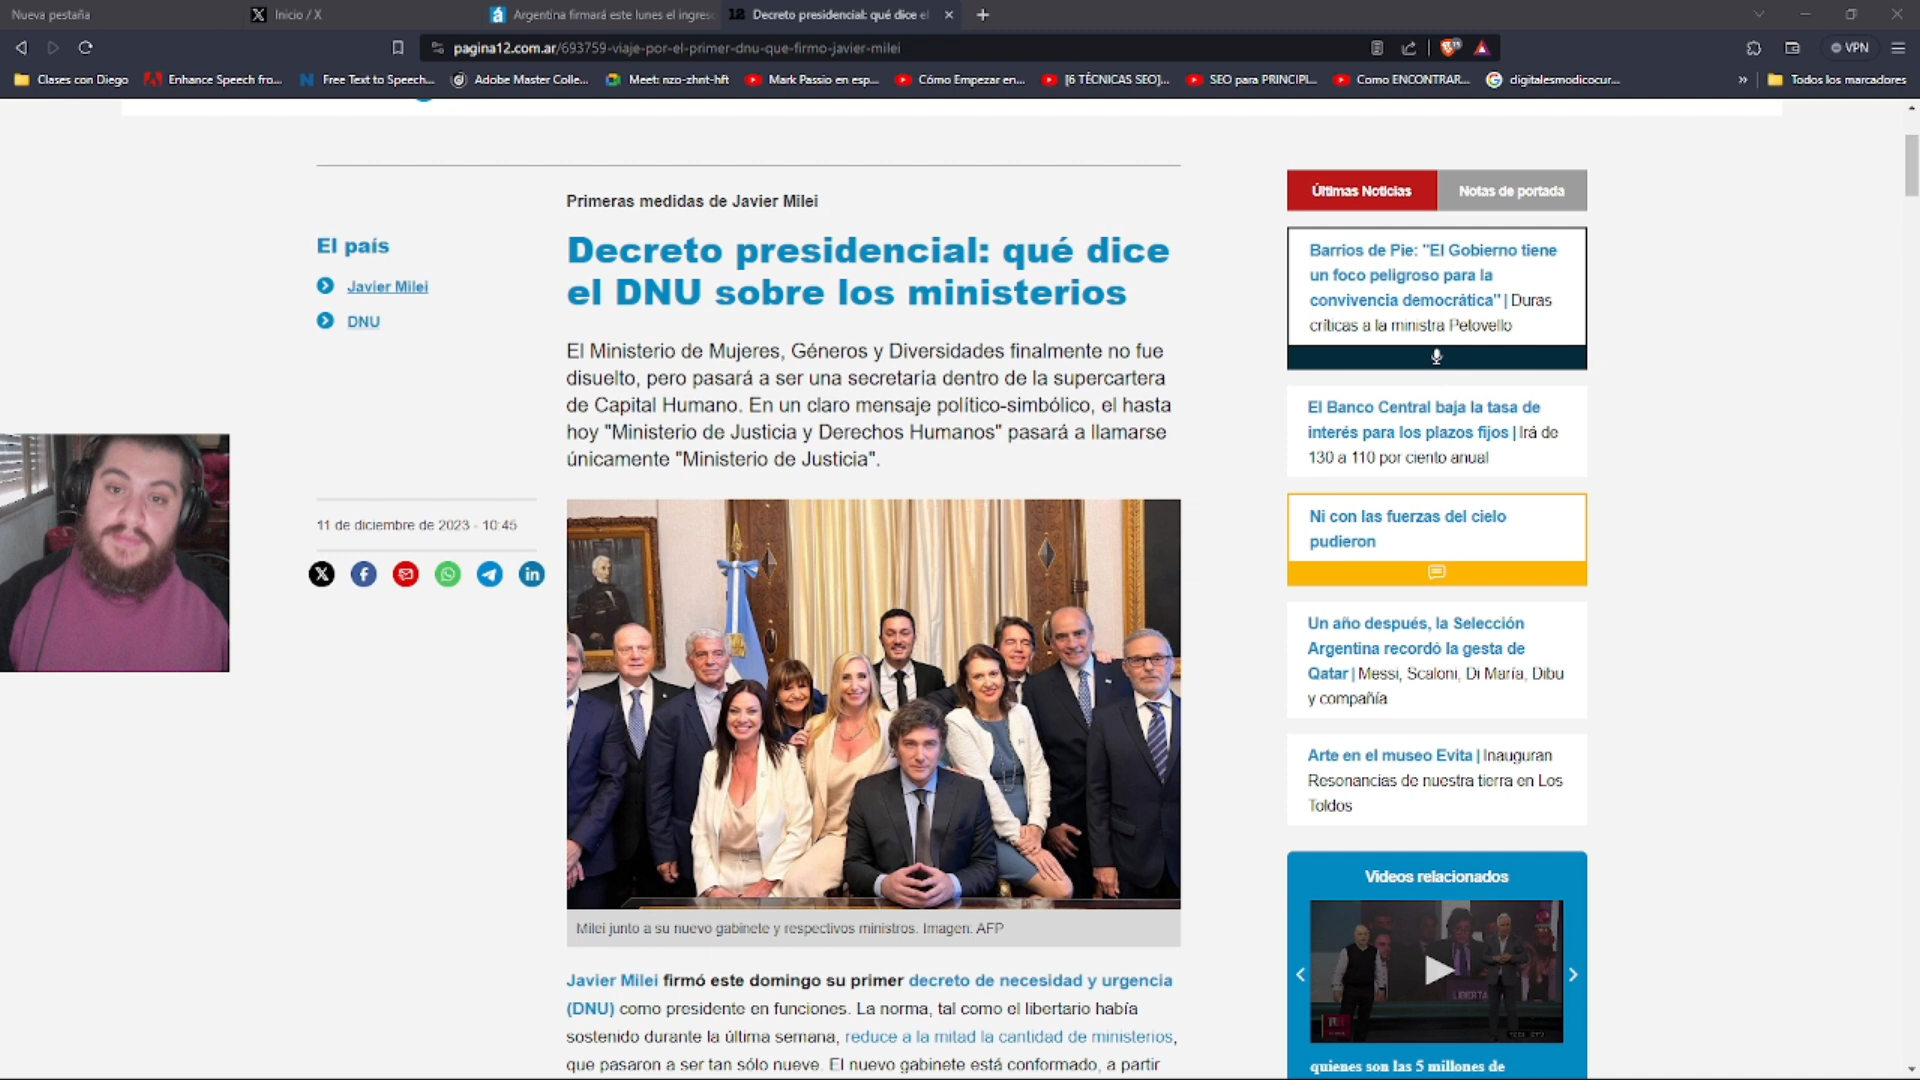 Nueva pestaña
Inicio / X
Argentina firmará este lunes el ingres
Decreto presidencial: qué dice el
pagina12.com.ar/693759-viaje-por-el-primer-dnu-que-firmo-javier-milei
VPN
Clases con Diego
Enhance Speech fro...
Free Text to Speech...
Adobe Master Colle...
Meet: nzo-zhnt-hft
Mark Passio en esp...
Cómo Empezar en...
[6 TÉCNICAS SEO]...
SEO para PRINCIPI...
Como ENCONTRAR...
digitalesmodicocur...
Todos los marcadores
Primeras medidas de Javier Milei
El país
Javier Milei
DNU
Decreto presidencial: qué dice
el DNU sobre los ministerios
El Ministerio de Mujeres, Géneros y Diversidades finalmente no fue
disuelto, pero pasará a ser una secretaría dentro de la supercartera
de Capital Humano. En un claro mensaje político-simbólico, el hasta
hoy "Ministerio de Justicia y Derechos Humanos" pasará a llamarse
únicamente "Ministerio de Justicia".
11 de diciembre de 2023 - 10:45
Milei junto a su nuevo gabinete y respectivos ministros. Imagen: AFP
Javier Milei firmó este domingo su primer decreto de necesidad y urgencia
(DNU) como presidente en funciones. La norma, tal como el libertario había
sostenido durante la última semana, reduce a la mitad la cantidad de ministerios,
que pasaron a ser tan sólo nueve. El nuevo gabinete está conformado, a partir
Últimas Noticias
Notas de portada
Barrios de Pie: "El Gobierno tiene
un foco peligroso para la
convivencia democrática" | Duras
críticas a la ministra Petovello
El Banco Central baja la tasa de
interés para los plazos fijos | Irá de
130 a 110 por ciento anual
Ni con las fuerzas del cielo
pudieron
Un año después, la Selección
Argentina recordó la gesta de
Qatar | Messi, Scaloni, Di María, Dibu
y compañía
Arte en el museo Evita | Inauguran
Resonancias de nuestra tierra en Los
Toldos
Videos relacionados
quienes son las 5 millones de